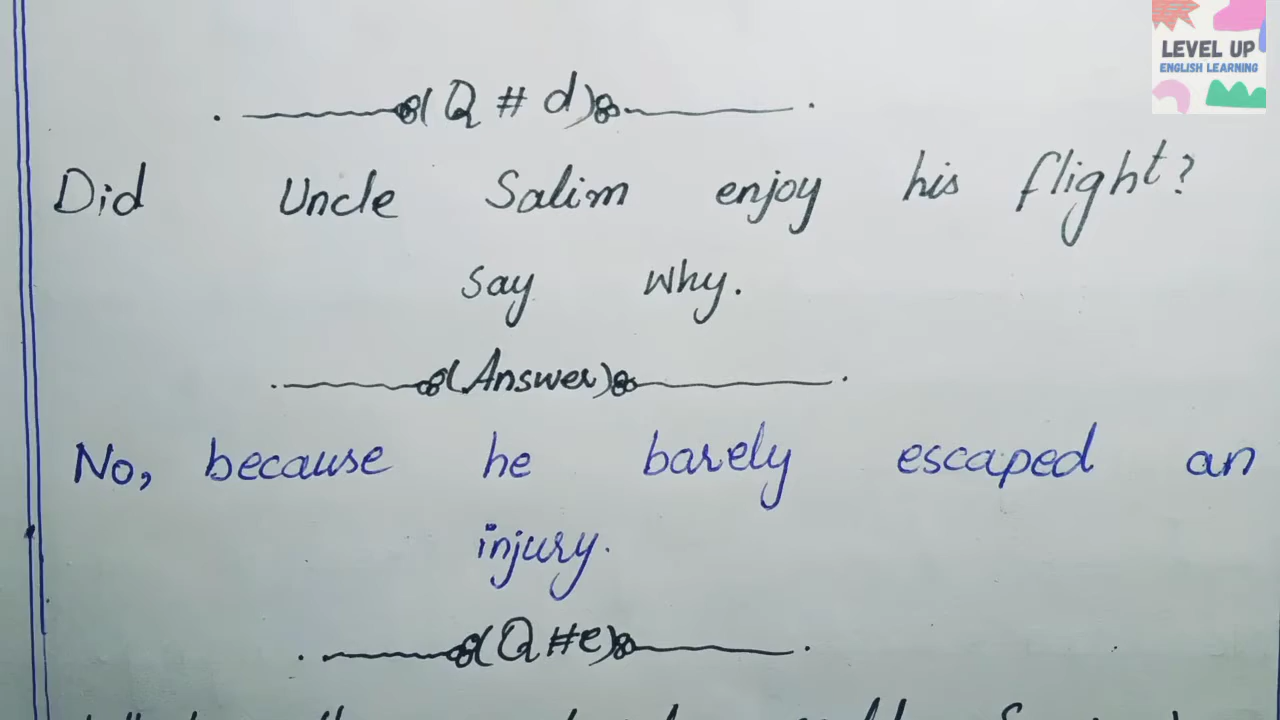 LEVEL UP
ENGLISH LEARNING
(Q # d)
Did Uncle Salim enjoy his flight?
Say why.
(Answer)
No, because he barely escaped an
injury.
(Q #e)